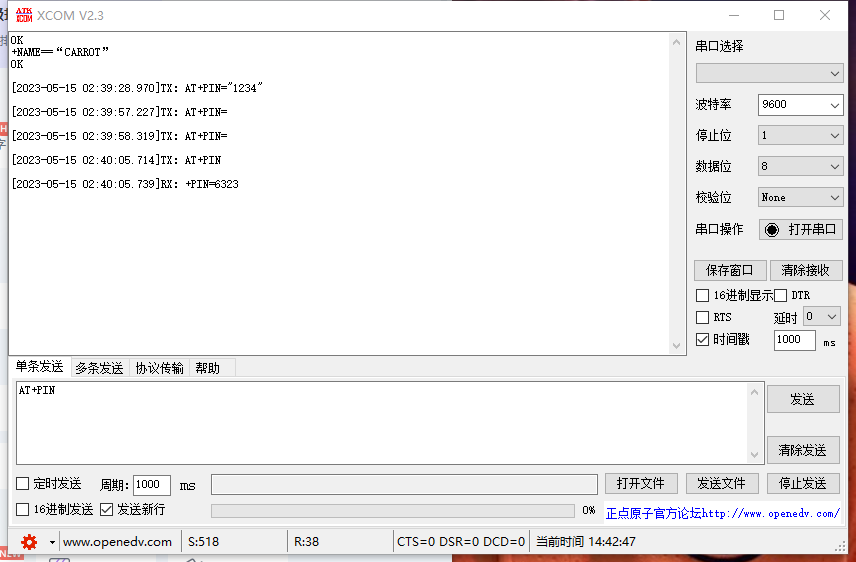 XCOM V2.3
OK
+NAME==“CARROT”
OK
[2023-05-15 02:39:28.970]TX: AT+PIN="1234"
[2023-05-15 02:39:57.227]TX: AT+PIN=
[2023-05-15 02:39:58.319]TX: AT+PIN=
[2023-05-15 02:40:05.714]TX: AT+PIN
[2023-05-15 02:40:05.739]RX: +PIN=6323
串口选择
波特率 9600
停止位 1
数据位 8
校验位 None
串口操作 打开串口
保存窗口 清除接收
16进制显示 DTR
RTS 延时 0
时间戳 1000 ms
单条发送 多条发送 协议传输 帮助
AT+PIN
发送
清除发送
定时发送 周期: 1000 ms 打开文件 发送文件 停止发送
16进制发送 发送新行 0% 正点原子官方论坛http://www.openedv.com/
www.openedv.com S:518 R:38 CTS=0 DSR=0 DCD=0 当前时间 14:42:47